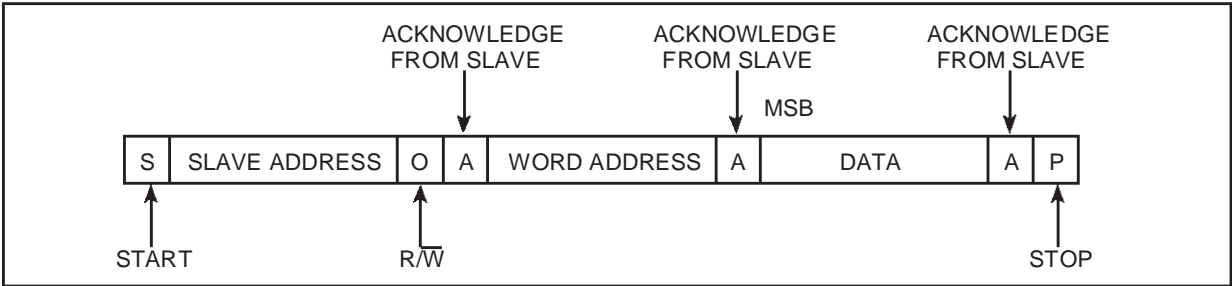 ACKNOWLEDGE FROM SLAVE
ACKNOWLEDGE FROM SLAVE
ACKNOWLEDGE FROM SLAVE
MSB
S SLAVE ADDRESS O A WORD ADDRESS A DATA A P
START
R/W̅
STOP